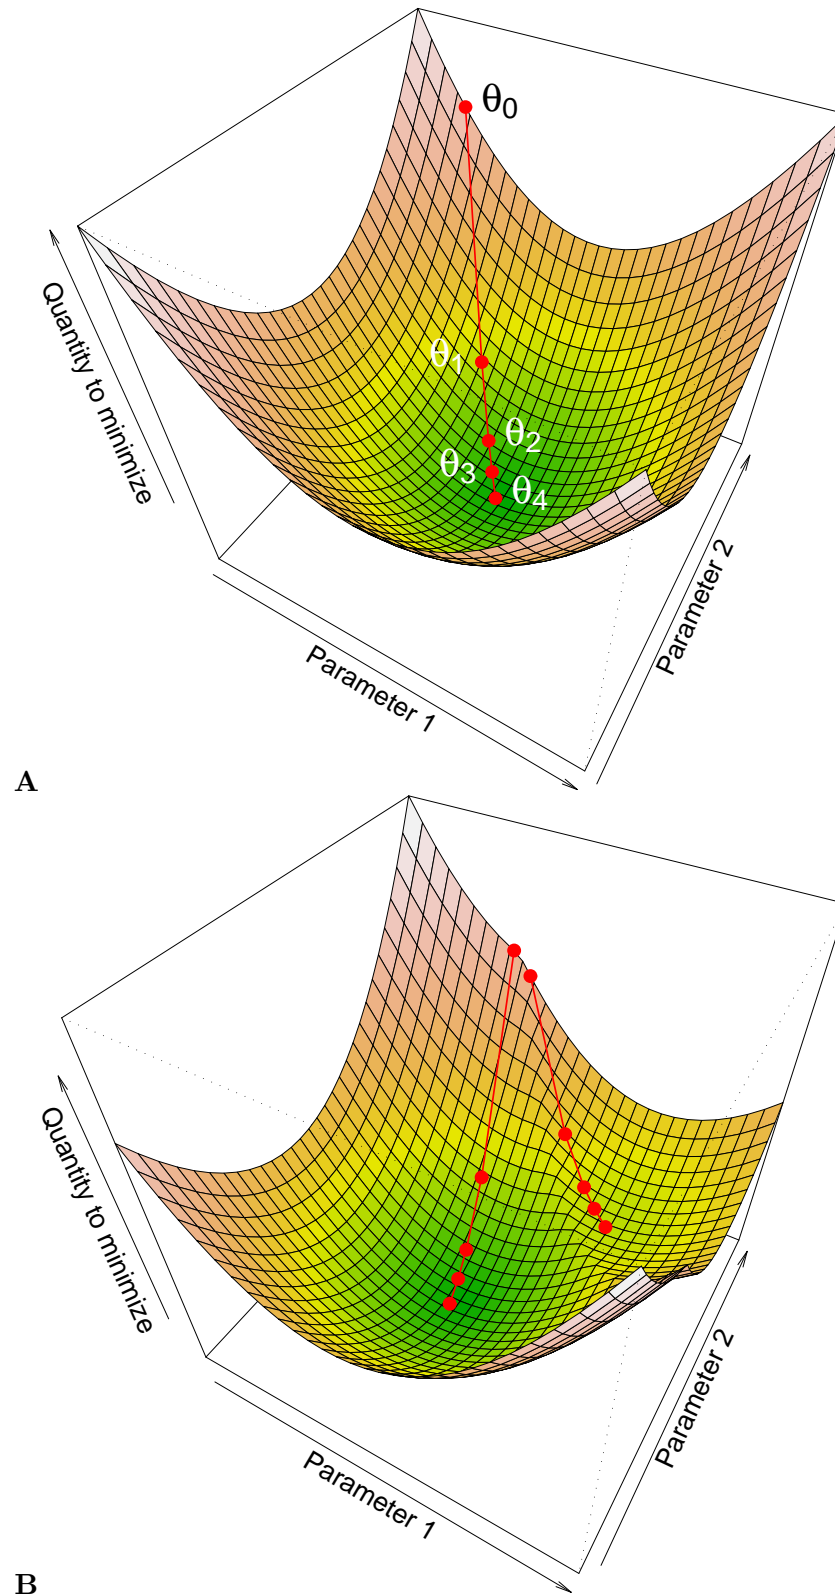 θ0
θ1
θ2
θ3
θ4
Quantity to minimize
Parameter 2
Parameter 1
A
Quantity to minimize
Parameter 2
Parameter 1
B